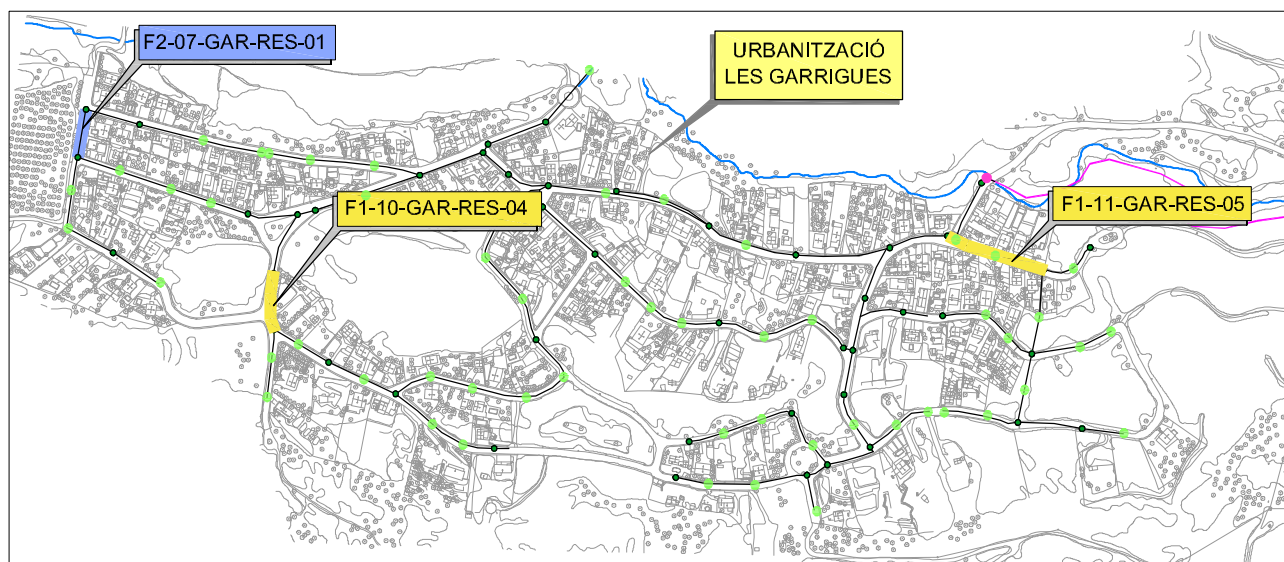 F2-07-GAR-RES-01
URBANITZACIÓ
LES GARRIGUES
F1-10-GAR-RES-04
F1-11-GAR-RES-05